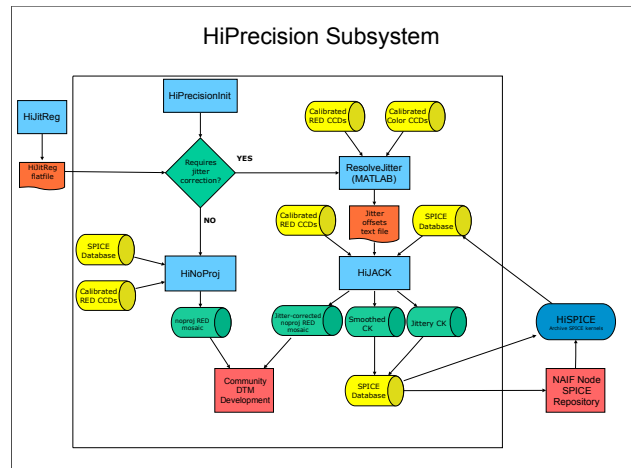 HiPrecision Subsystem
HiJitReg
HiJitReg
flatfile
HiPrecisionInit
Requires
jitter
correction?
YES
NO
Calibrated
RED CCDs
Calibrated
Color CCDs
ResolveJitter
(MATLAB)
Jitter
offsets
text file
Calibrated
RED CCDs
SPICE
Database
SPICE
Database
Calibrated
RED CCDs
HiNoProj
HiJACK
noproj RED
mosaic
Jitter-corrected
noproj RED
mosaic
Smoothed
CK
Jittery CK
Community
DTM
Development
SPICE
Database
HiSPICE
Archive SPICE kernels
NAIF Node
SPICE
Repository